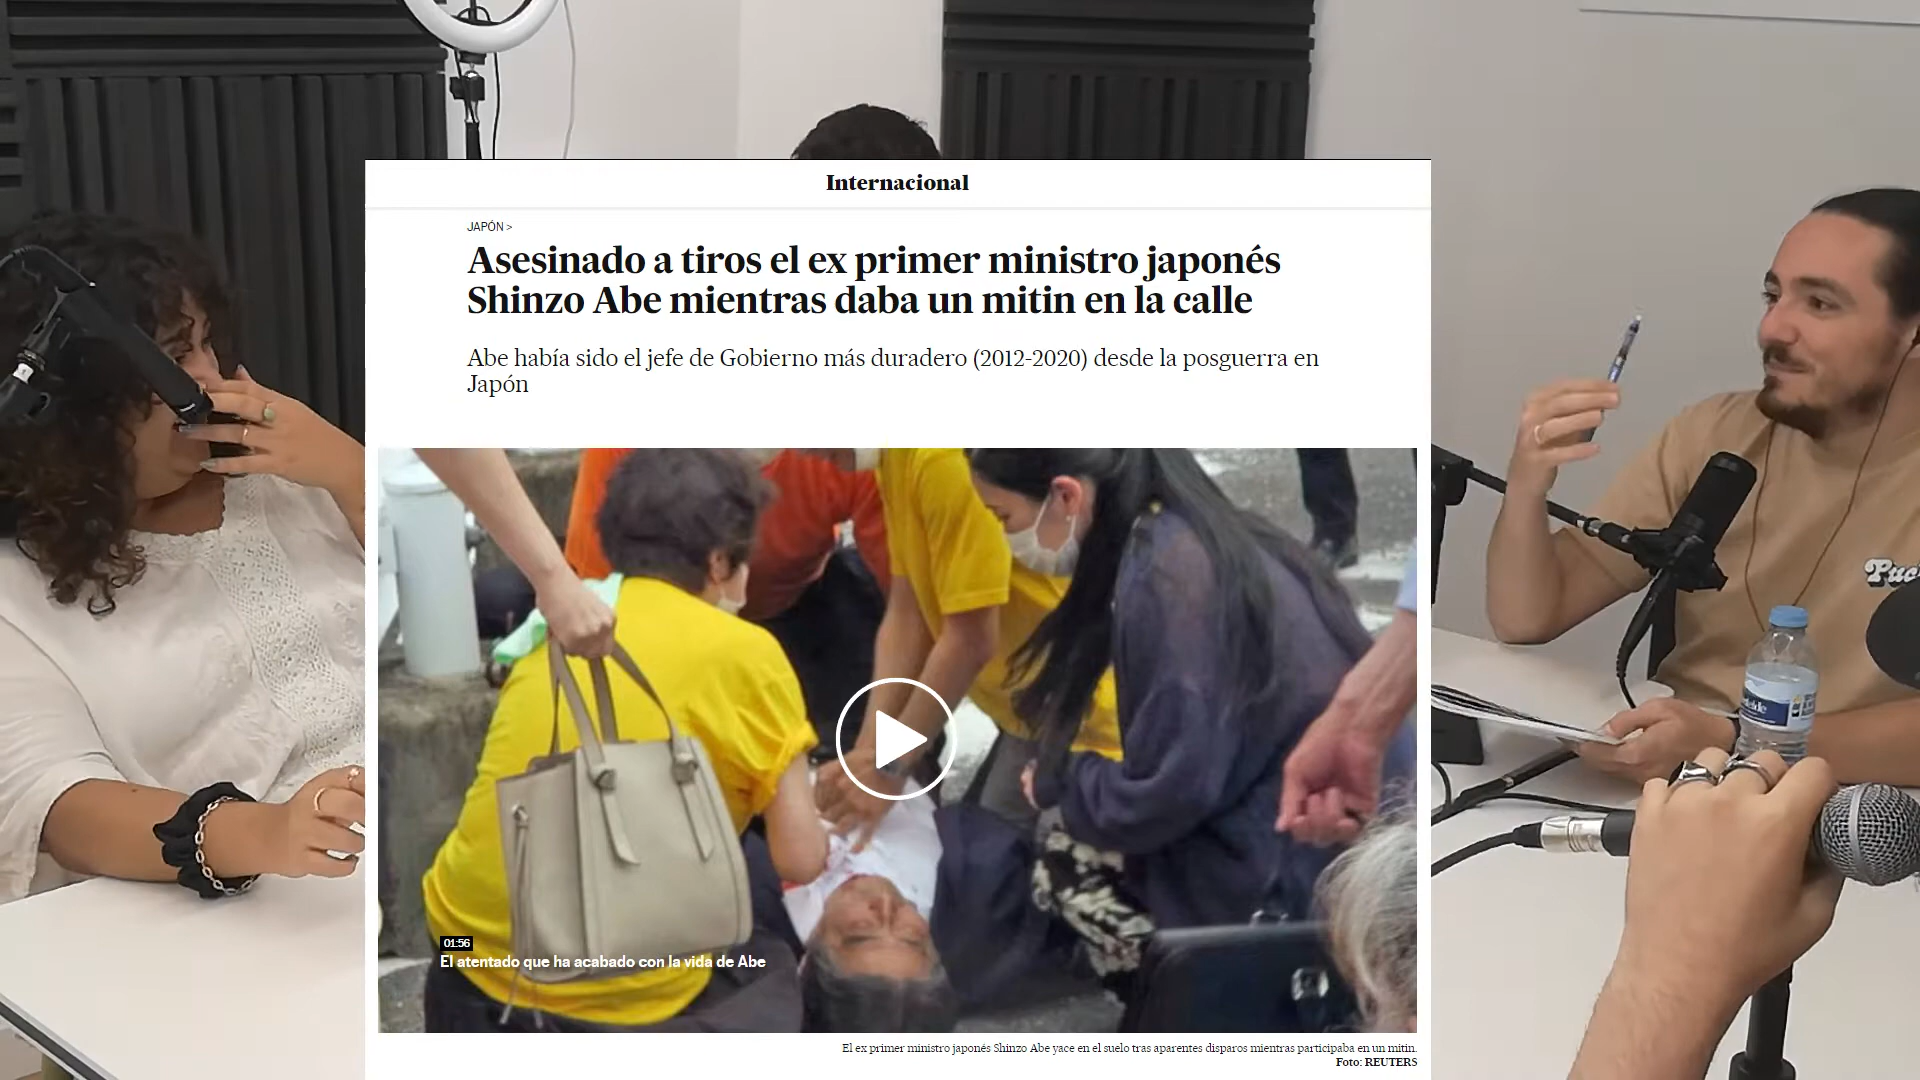 Internacional
JAPÓN >
Asesinado a tiros el ex primer ministro japonés
Shinzo Abe mientras daba un mitin en la calle
Abe había sido el jefe de Gobierno más duradero (2012-2020) desde la posguerra en
Japón
01:56
El atentado que ha acabado con la vida de Abe
El ex primer ministro japonés Shinzo Abe yace en el suelo tras aparentes disparos mientras participaba en un mitin.
Foto: REUTERS